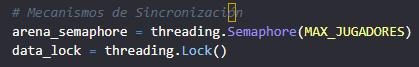 # Mecanismos de Sincronización
arena_semaphore = threading.Semaphore(MAX_JUGADORES)
data_lock = threading.Lock()